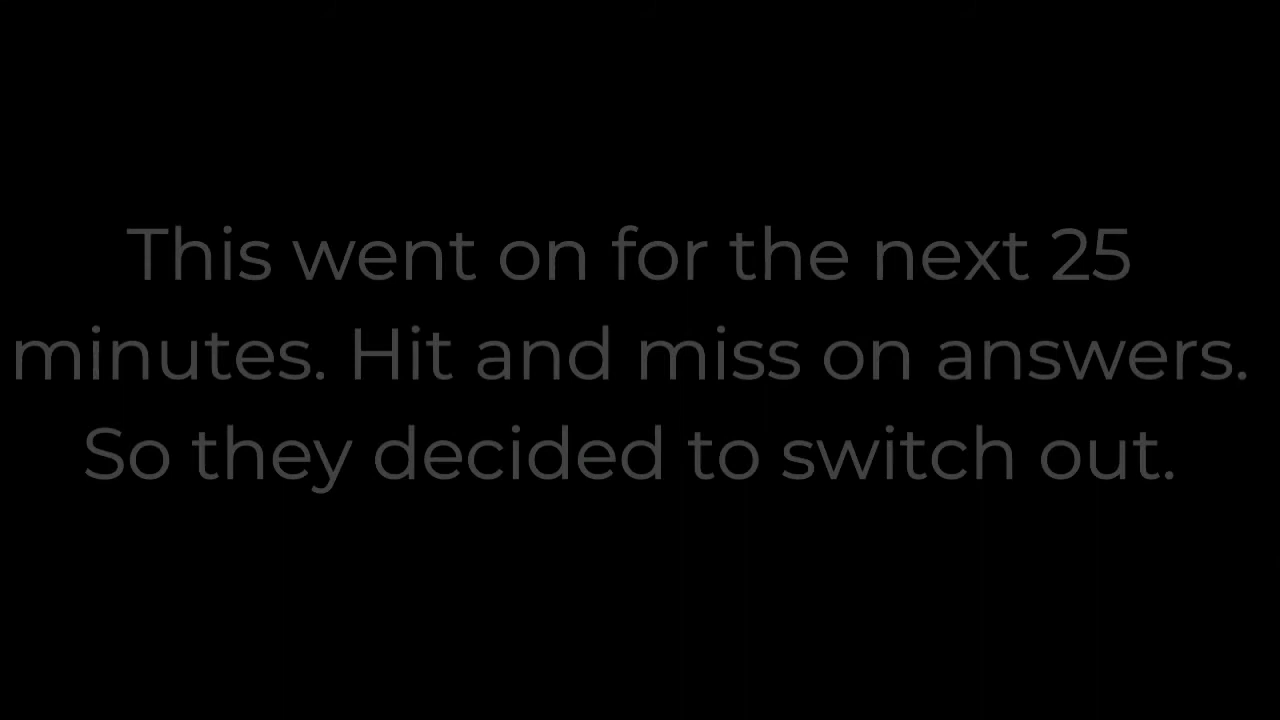 This went on for the next 25
minutes. Hit and miss on answers.
So they decided to switch out.